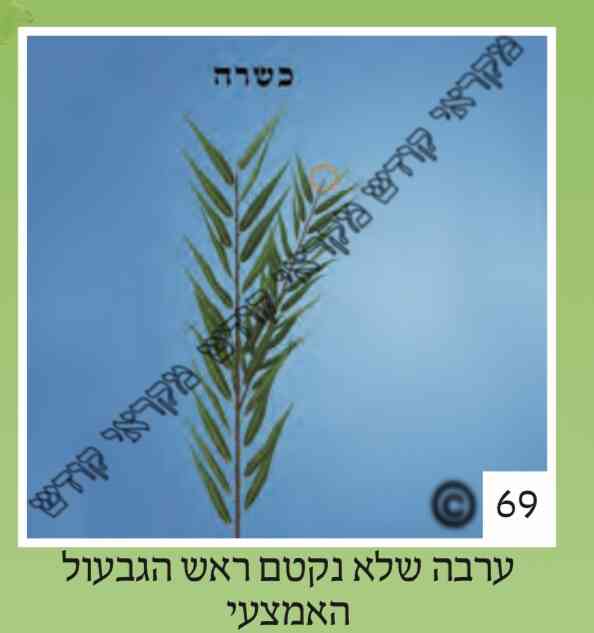 כשרה
מקראי קודש מקראי קודש מקראי קודש מקראי קודש
©
69
ערבה שלא נקטם ראש הגבעול
האמצעי